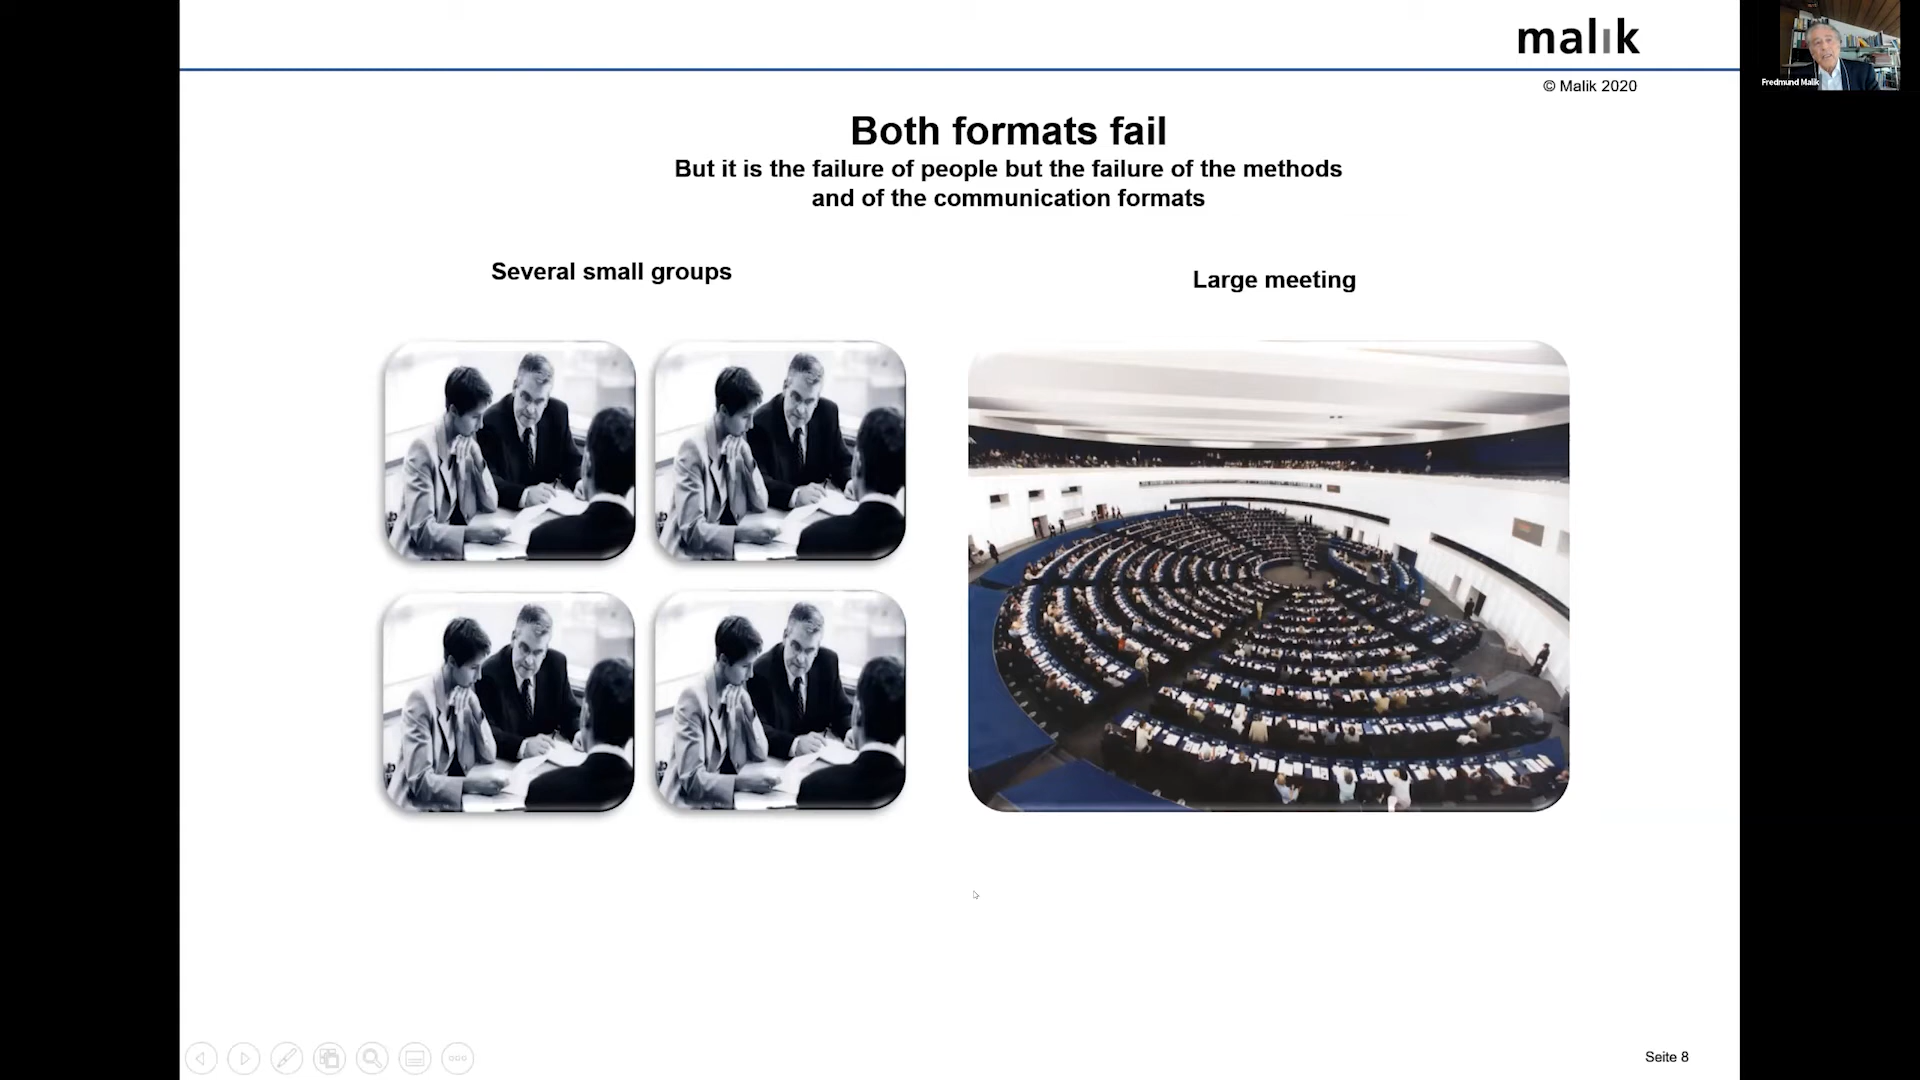 malik
© Malik 2020
Fredmund Malik
Both formats fail
But it is the failure of people but the failure of the methods
and of the communication formats
Several small groups
Large meeting
Seite 8